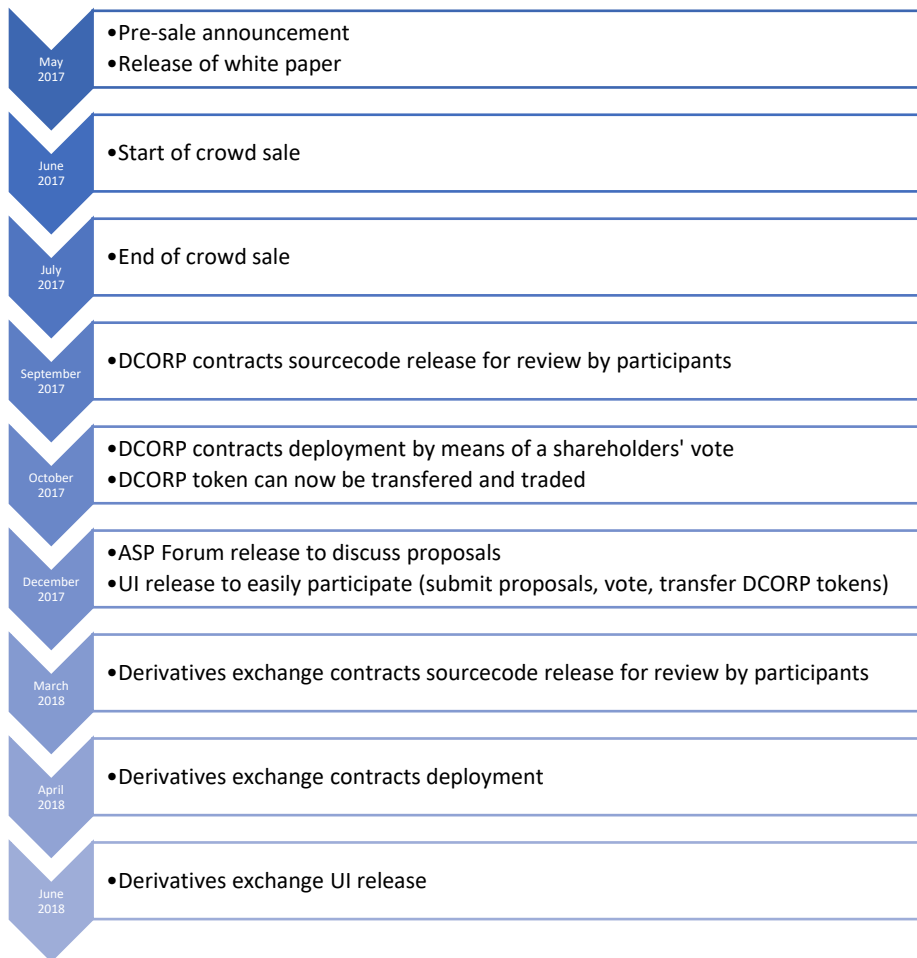 May
2017
•Pre-sale announcement
•Release of white paper
June
2017
•Start of crowd sale
July
2017
•End of crowd sale
September
2017
•DCORP contracts sourcecode release for review by participants
October
2017
•DCORP contracts deployment by means of a shareholders' vote
•DCORP token can now be transfered and traded
December
2017
•ASP Forum release to discuss proposals
•UI release to easily participate (submit proposals, vote, transfer DCORP tokens)
March
2018
•Derivatives exchange contracts sourcecode release for review by participants
April
2018
•Derivatives exchange contracts deployment
June
2018
•Derivatives exchange UI release